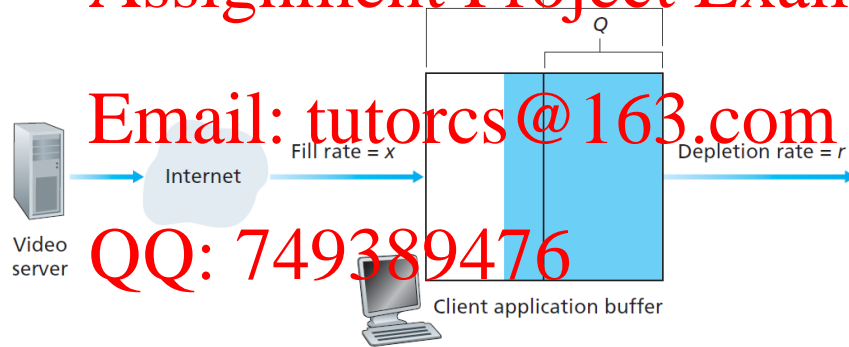 Assignment Project Exam
Q
Email: tutorcs@163.com
Fill rate = x
Depletion rate = r
Internet
Video
server
QQ: 749389476
Client application buffer